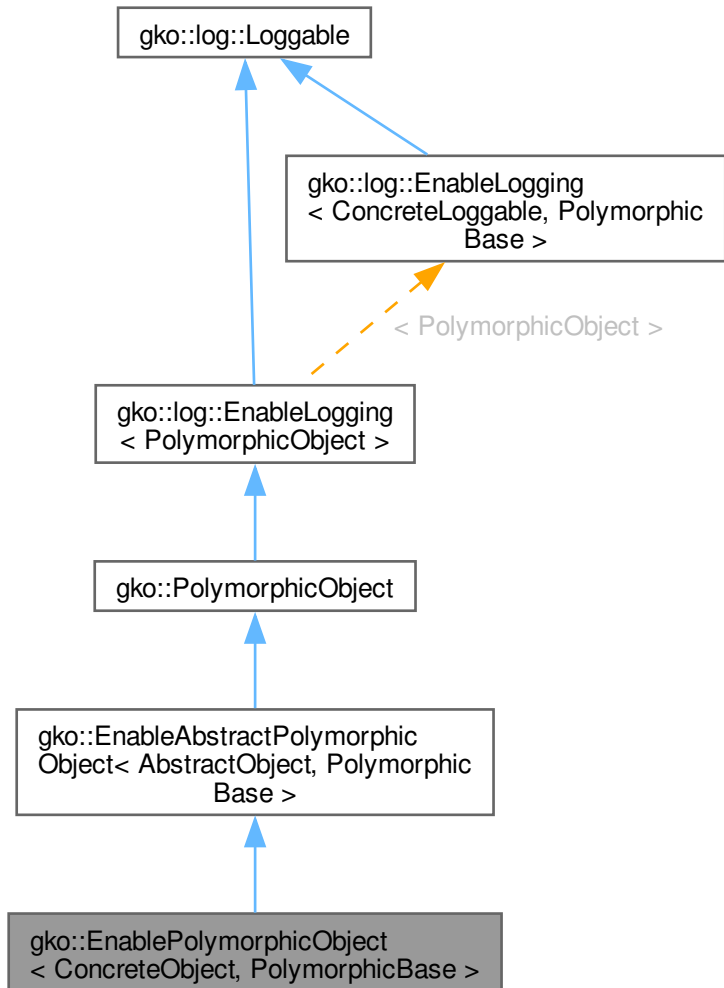 gko::log::Loggable
gko::log::EnableLogging
< ConcreteLoggable, Polymorphic
Base >
< PolymorphicObject >
gko::log::EnableLogging
< PolymorphicObject >
gko::PolymorphicObject
gko::EnableAbstractPolymorphic
Object< AbstractObject, Polymorphic
Base >
gko::EnablePolymorphicObject
< ConcreteObject, PolymorphicBase >